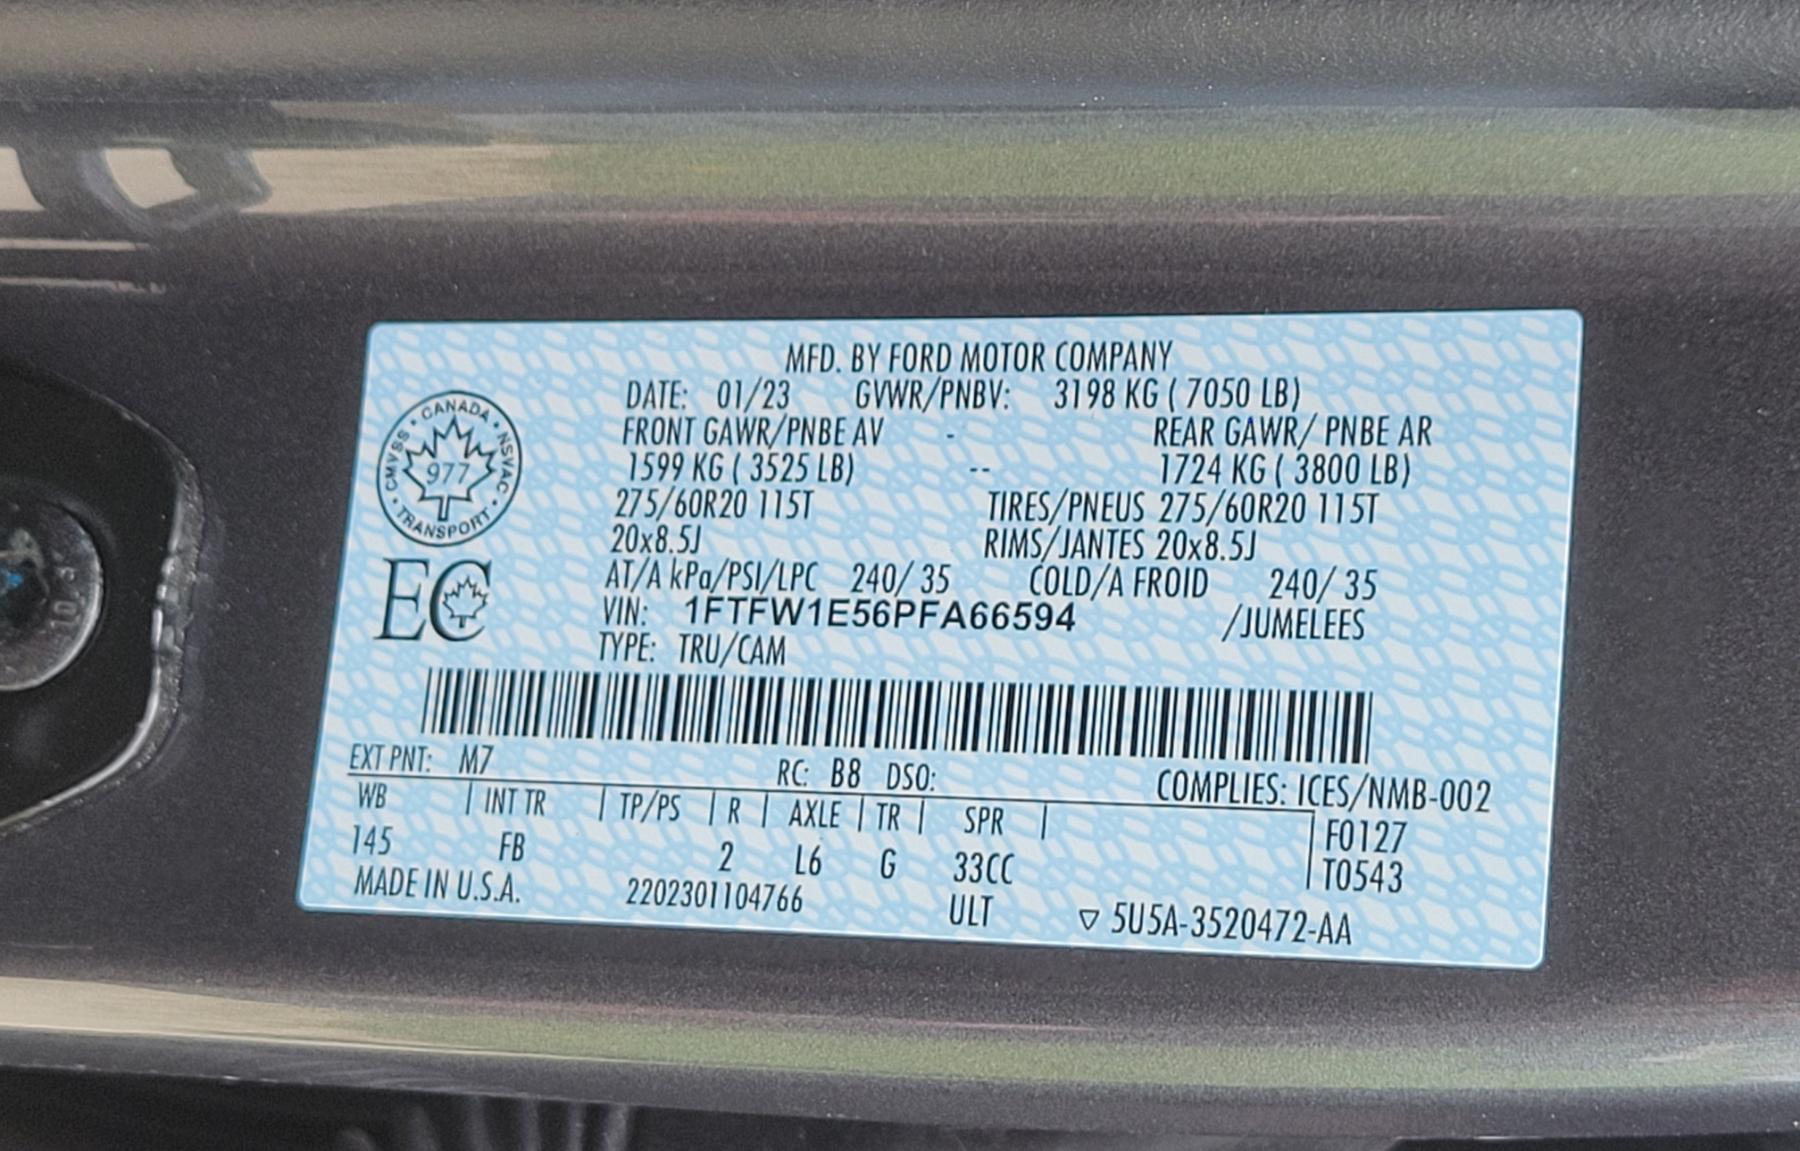 MFD. BY FORD MOTOR COMPANY
DATE: 01/23 GVWR/PNBV: 3198 KG ( 7050 LB)
FRONT GAWR/PNBE AV - REAR GAWR/ PNBE AR
1599 KG ( 3525 LB) -- 1724 KG ( 3800 LB)
275/60R20 115T TIRES/PNEUS 275/60R20 115T
20x8.5J RIMS/JANTES 20x8.5J
AT/A kPa/PSI/LPC 240/ 35 COLD/A FROID 240/ 35
VIN: 1FTFW1E56PFA66594 /JUMELEES
TYPE: TRU/CAM
CANADA • NSVAC • TRANSPORT • CMVSS •
977
EC
EXT PNT: M7 RC: B8 DSO: COMPLIES: ICES/NMB-002
WB | INT TR | TP/PS | R | AXLE | TR | SPR | F0127
145 FB 2 L6 G 33CC T0543
MADE IN U.S.A. 2202301104766 ULT ▽ 5U5A-3520472-AA